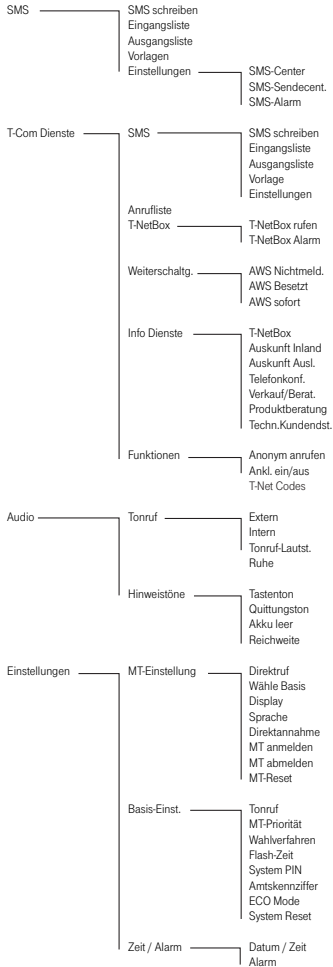 SMS SMS schreiben
Eingangsliste
Ausgangsliste
Vorlagen
Einstellungen SMS-Center
SMS-Sendecent.
SMS-Alarm
T-Com Dienste SMS SMS schreiben
Eingangsliste
Ausgangsliste
Vorlage
Einstellungen
Anrufliste
T-NetBox T-NetBox rufen
T-NetBox Alarm
Weiterschaltg. AWS Nichtmeld.
AWS Besetzt
AWS sofort
Info Dienste T-NetBox
Auskunft Inland
Auskunft Ausl.
Telefonkonf.
Verkauf/Berat.
Produktberatung
Techn.Kundendst.
Funktionen Anonym anrufen
Ankl. ein/aus
T-Net Codes
Audio Tonruf Extern
Intern
Tonruf-Lautst.
Ruhe
Hinweistöne Tastenton
Quittungston
Akku leer
Reichweite
Einstellungen MT-Einstellung Direktruf
Wähle Basis
Display
Sprache
Direktannahme
MT anmelden
MT abmelden
MT-Reset
Basis-Einst. Tonruf
MT-Priorität
Wahlverfahren
Flash-Zeit
System PIN
Amtskennziffer
ECO Mode
System Reset
Zeit / Alarm Datum / Zeit
Alarm